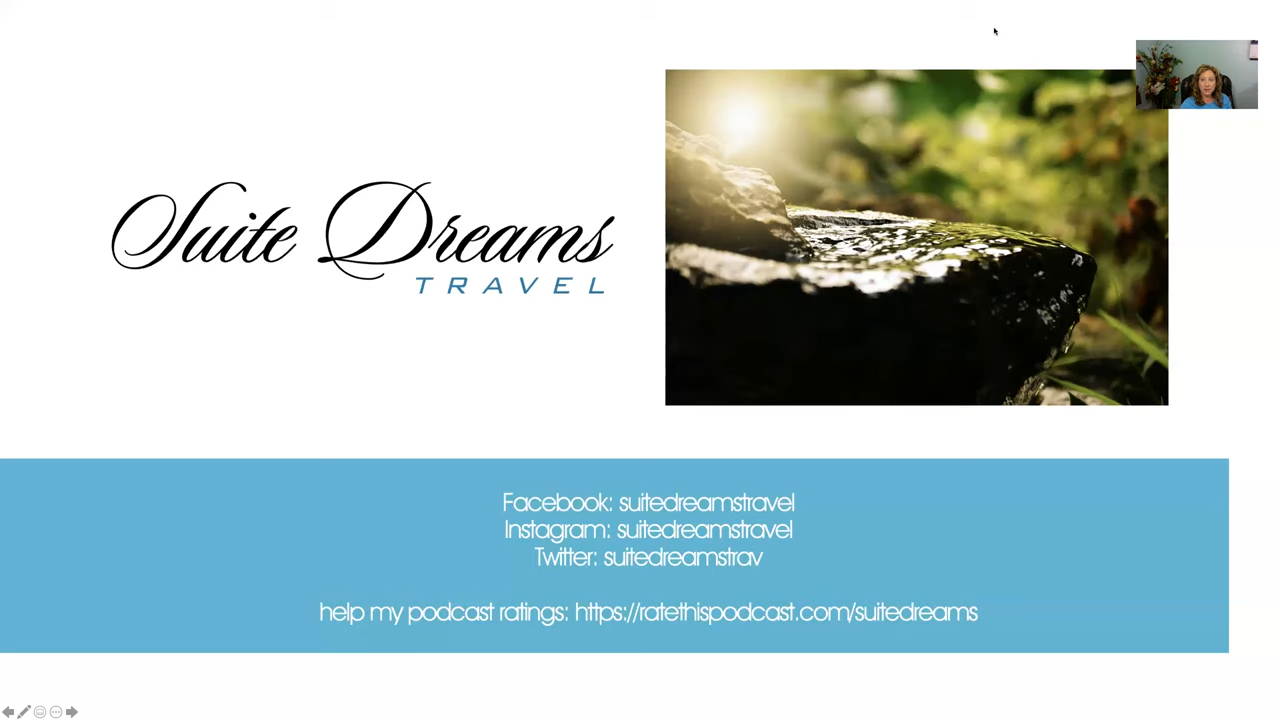 Suite Dreams
TRAVEL
Facebook: suitedreamstravel
Instagram: suitedreamstravel
Twitter: suitedreamstrav
help my podcast ratings: https://ratethispodcast.com/suitedreams